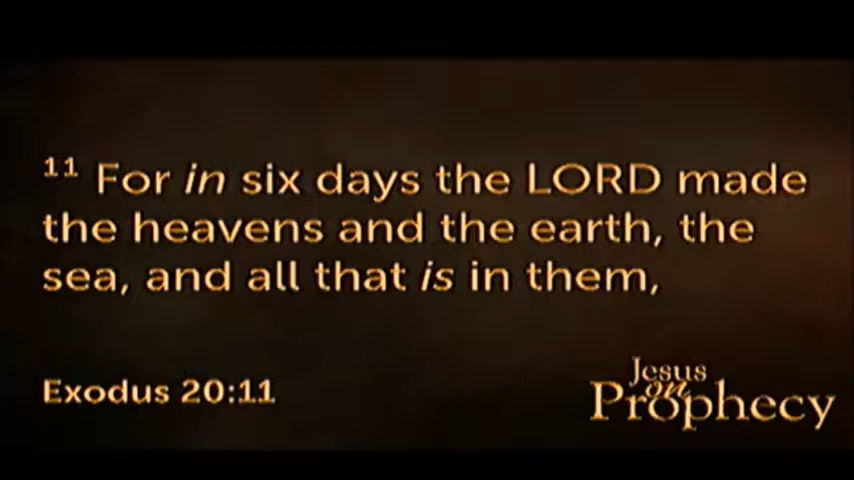 11 For in six days the LORD made
the heavens and the earth, the
sea, and all that is in them,
Exodus 20:11
Jesus
on
Prophecy